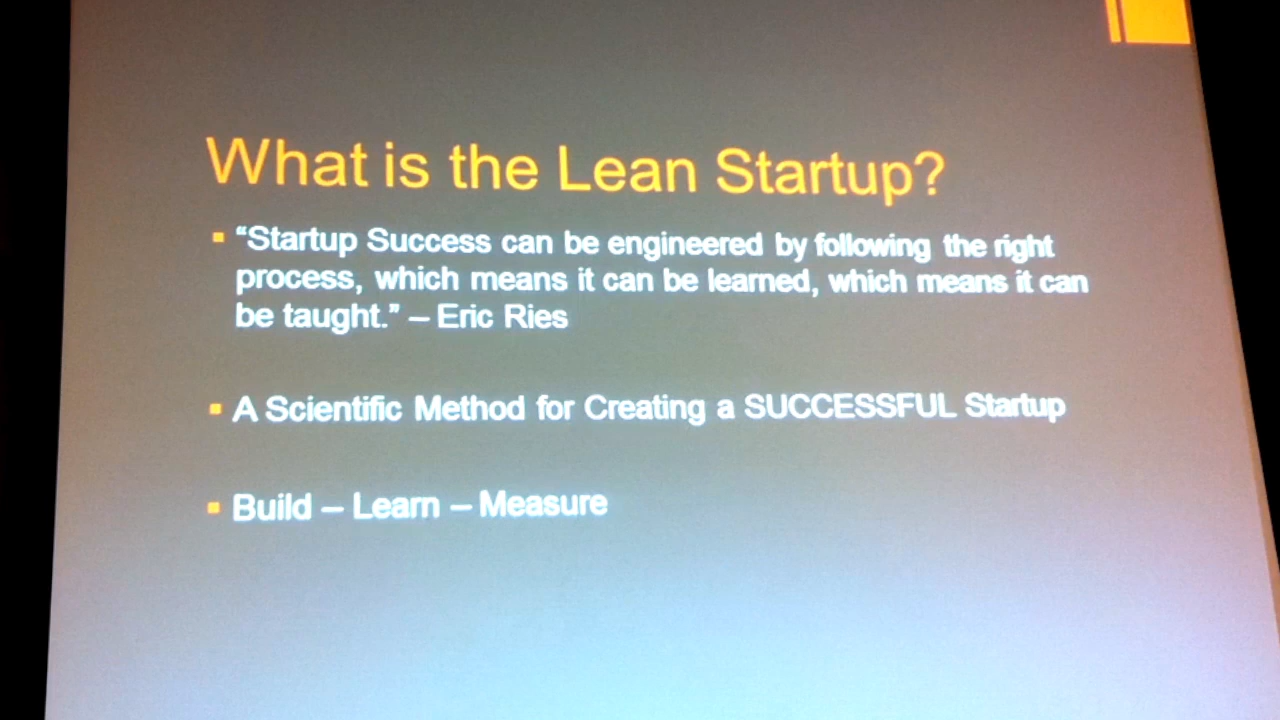 What is the Lean Startup?
“Startup Success can be engineered by following the right
process, which means it can be learned, which means it can
be taught.” – Eric Ries
A Scientific Method for Creating a SUCCESSFUL Startup
Build – Learn – Measure